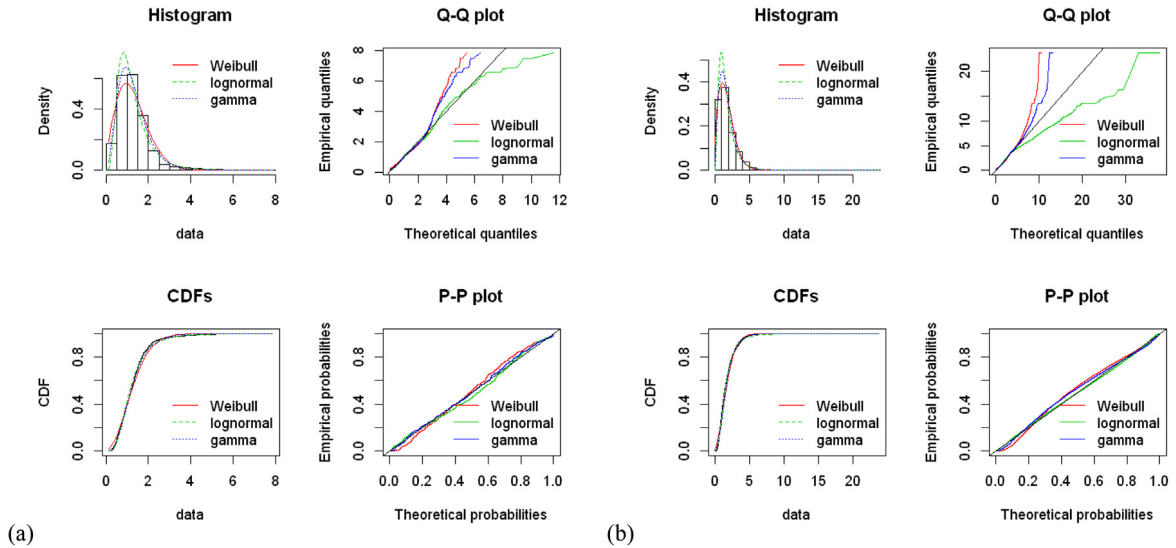 Histogram
Density
0.0
0.4
0 2 4 6 8
data
Weibull
lognormal
gamma
Q-Q plot
Empirical quantiles
0 2 4 6 8
0 2 4 6 8 10 12
Theoretical quantiles
Weibull
lognormal
gamma
CDFs
CDF
0.0 0.4 0.8
0 2 4 6 8
data
Weibull
lognormal
gamma
P-P plot
Empirical probabilities
0.0 0.4 0.8
0.0 0.2 0.4 0.6 0.8 1.0
Theoretical probabilities
Weibull
lognormal
gamma
(a)
Histogram
Density
0.0 0.2 0.4
0 5 10 15 20
data
Weibull
lognormal
gamma
Q-Q plot
Empirical quantiles
0 5 10 20
0 10 20 30
Theoretical quantiles
Weibull
lognormal
gamma
CDFs
CDF
0.0 0.4 0.8
0 5 10 15 20
data
Weibull
lognormal
gamma
P-P plot
Empirical probabilities
0.0 0.4 0.8
0.0 0.2 0.4 0.6 0.8 1.0
Theoretical probabilities
Weibull
lognormal
gamma
(b)